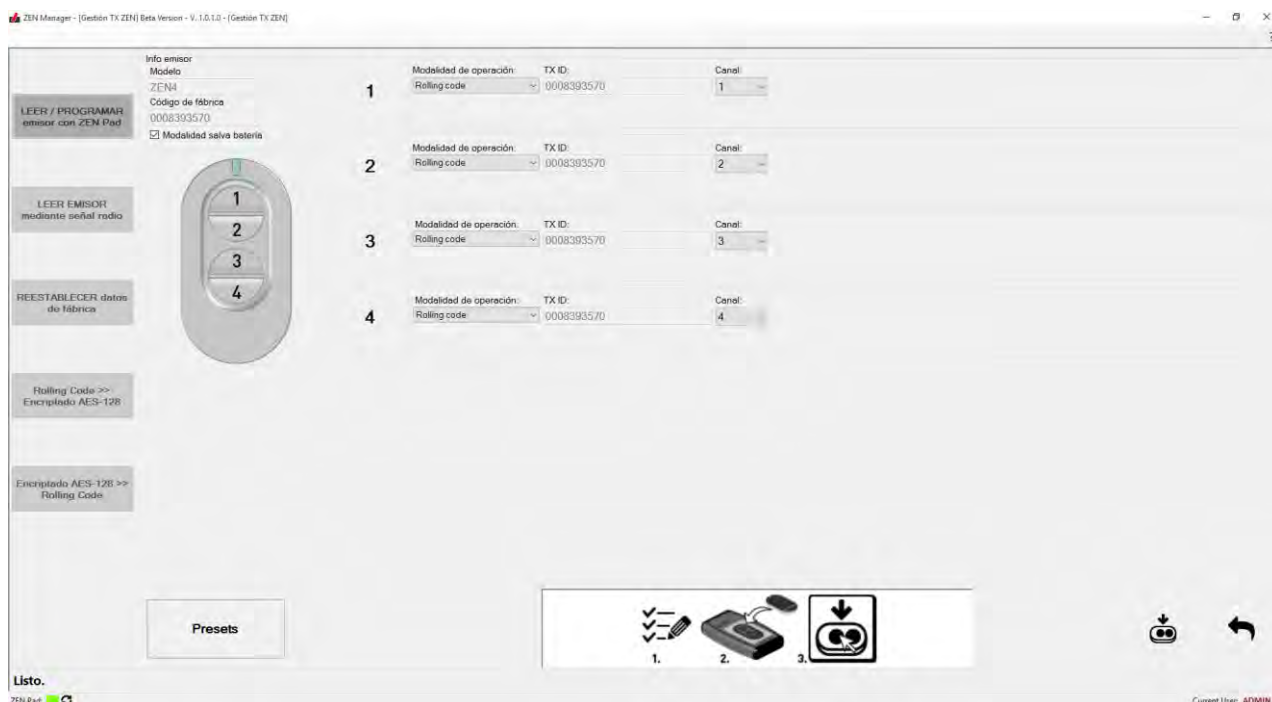 ZEN Manager - [Gestión TX ZEN] Beta Version - V. 1.0.1.0 - [Gestión TX ZEN]
?
LEER / PROGRAMAR
emisor con ZEN Pad
LEER EMISOR
mediante señal radio
REESTABLECER datos
de fábrica
Rolling Code >>
Encriptado AES-128
Encriptado AES-128 >>
Rolling Code
Info emisor
Modelo
ZEN4
Código de fábrica
0008393570
Modalidad salva batería
1
2
3
4
1
Modalidad de operación: TX ID: Canal:
Rolling code 0008393570 1
2
Modalidad de operación: TX ID: Canal:
Rolling code 0008393570 2
3
Modalidad de operación: TX ID: Canal:
Rolling code 0008393570 3
4
Modalidad de operación: TX ID: Canal:
Rolling code 0008393570 4
Presets
1. 2. 3.
Listo.
ZEN Pad: Current User: ADMIN